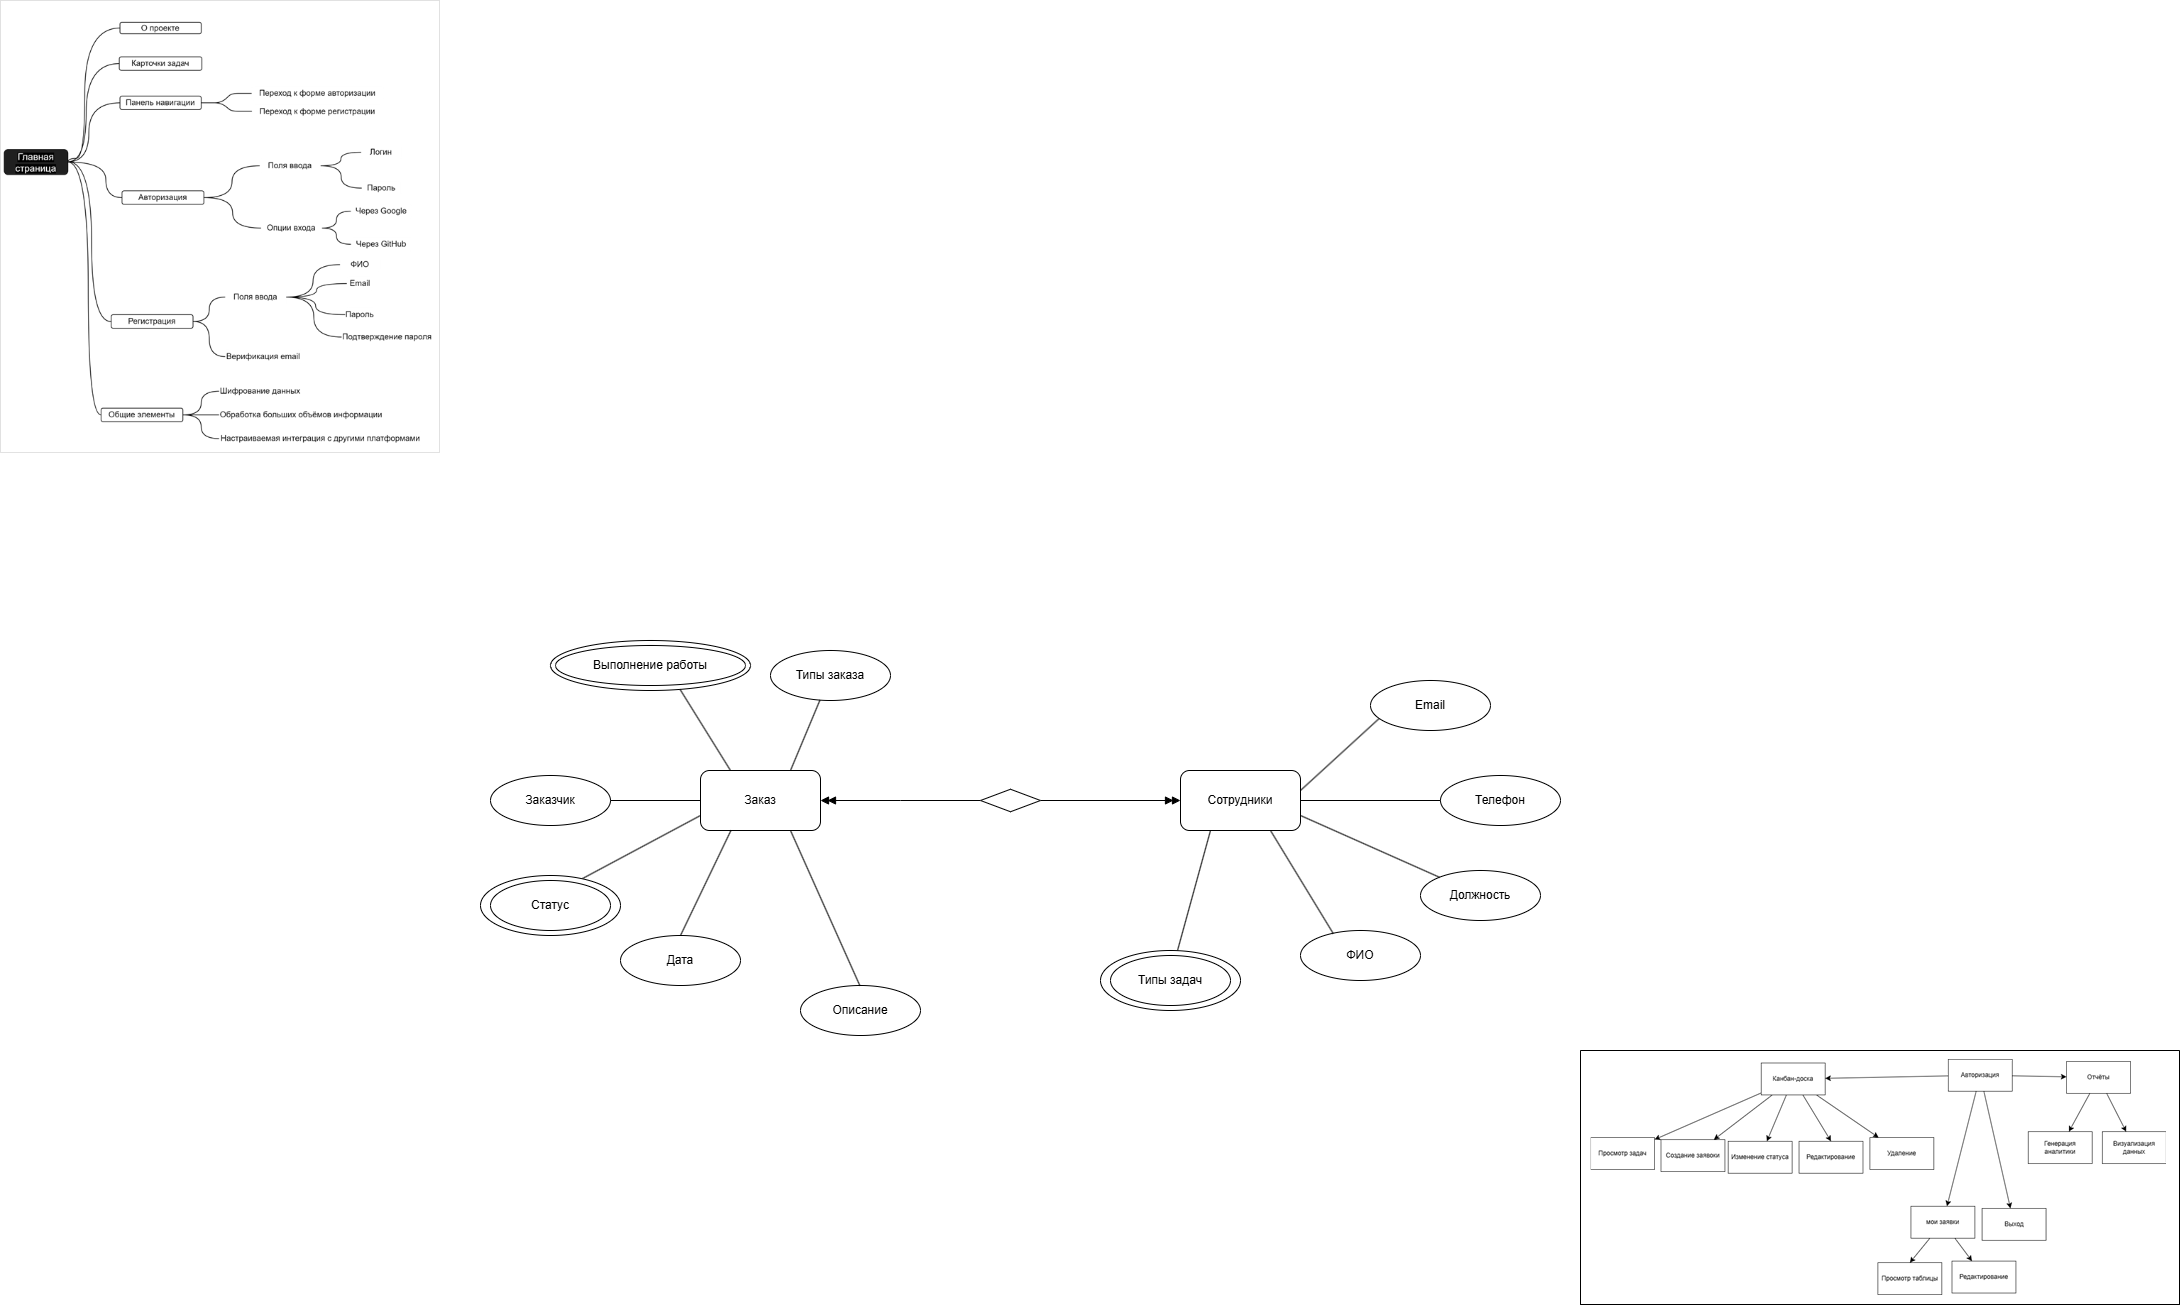 О проекте
Карточки задач
Панель навигации
Переход к форме авторизации
Переход к форме регистрации
Главная
страница
Авторизация
Поля ввода
Логин
Пароль
Опции входа
Через Google
Через GitHub
Регистрация
Поля ввода
ФИО
Email
Пароль
Подтверждение пароля
Верификация email
Общие элементы
Шифрование данных
Обработка больших объёмов информации
Настраиваемая интеграция с другими платформами
Выполнение работы
Типы заказа
Заказчик
Заказ
Статус
Дата
Описание
Сотрудники
Email
Телефон
Должность
ФИО
Типы задач
Канбан-доска
Авторизация
Отчёты
Просмотр задач
Создание заявоки
Изменение статуса
Редактирование
Удаление
Генерация
аналитики
Визуализация
данных
мои заявки
Выход
Просмотр таблицы
Редактирование